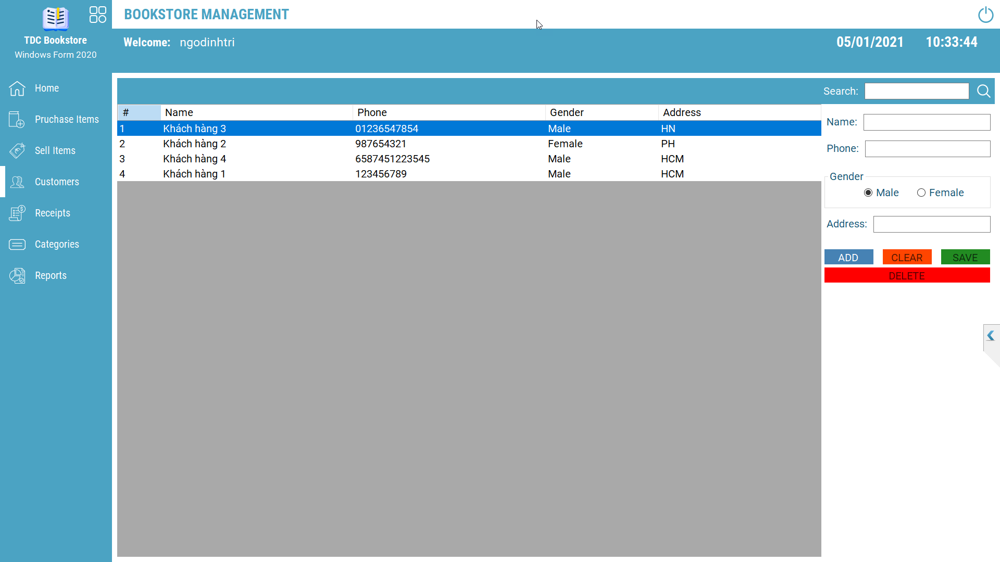 BOOKSTORE MANAGEMENT
TDC Bookstore
Windows Form 2020
Welcome: ngodinhtri
05/01/2021 10:33:44
Home
Pruchase Items
Sell Items
Customers
Receipts
Categories
Reports
Search:
# Name Phone Gender Address
1 Khách hàng 3 01236547854 Male HN
2 Khách hàng 2 987654321 Female PH
3 Khách hàng 4 6587451223545 Male HCM
4 Khách hàng 1 123456789 Male HCM
Name:
Phone:
Gender
Male Female
Address:
ADD CLEAR SAVE
DELETE